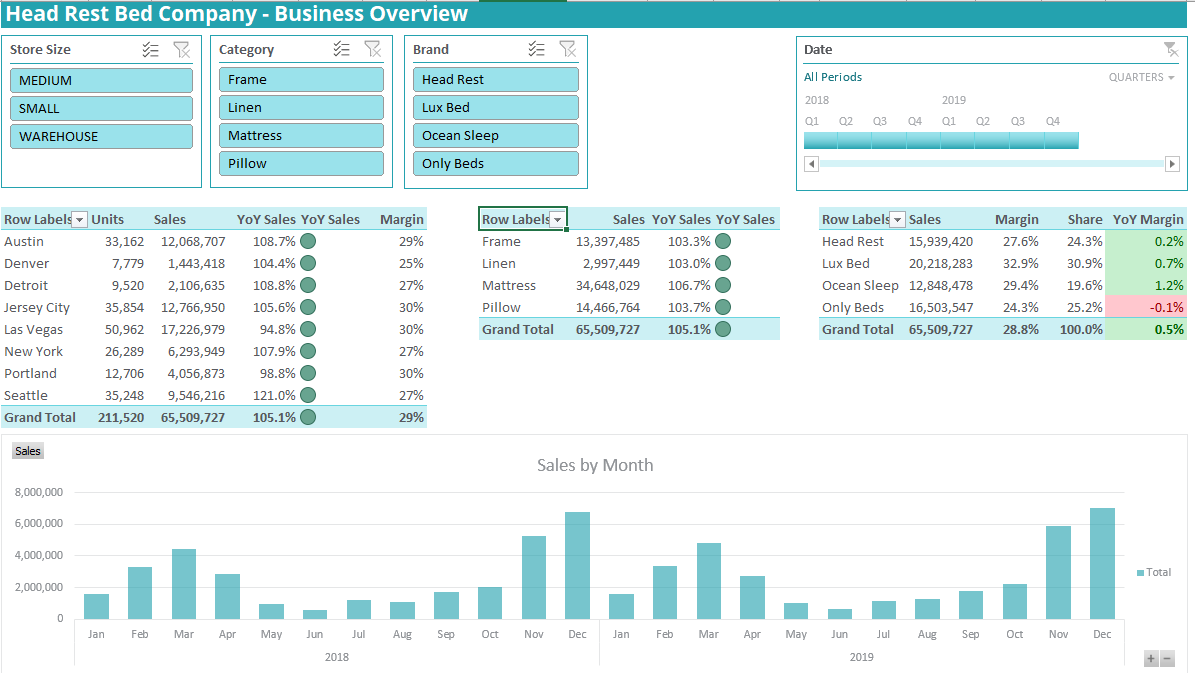 Head Rest Bed Company - Business Overview
Store Size
MEDIUM
SMALL
WAREHOUSE
Category
Frame
Linen
Mattress
Pillow
Brand
Head Rest
Lux Bed
Ocean Sleep
Only Beds
Date
All Periods QUARTERS
2018 2019
Q1 Q2 Q3 Q4 Q1 Q2 Q3 Q4
Row Labels Units Sales YoY Sales YoY Sales Margin
Austin 33,162 12,068,707 108.7% 29%
Denver 7,779 1,443,418 104.4% 25%
Detroit 9,520 2,106,635 108.8% 27%
Jersey City 35,854 12,766,950 105.6% 30%
Las Vegas 50,962 17,226,979 94.8% 30%
New York 26,289 6,293,949 107.9% 27%
Portland 12,706 4,056,873 98.8% 30%
Seattle 35,248 9,546,216 121.0% 27%
Grand Total 211,520 65,509,727 105.1% 29%
Row Labels Sales YoY Sales YoY Sales
Frame 13,397,485 103.3%
Linen 2,997,449 103.0%
Mattress 34,648,029 106.7%
Pillow 14,466,764 103.7%
Grand Total 65,509,727 105.1%
Row Labels Sales Margin Share YoY Margin
Head Rest 15,939,420 27.6% 24.3% 0.2%
Lux Bed 20,218,283 32.9% 30.9% 0.7%
Ocean Sleep 12,848,478 29.4% 19.6% 1.2%
Only Beds 16,503,547 24.3% 25.2% -0.1%
Grand Total 65,509,727 28.8% 100.0% 0.5%
Sales
Sales by Month
8,000,000
6,000,000
4,000,000
2,000,000
0
Total
Jan Feb Mar Apr May Jun Jul Aug Sep Oct Nov Dec Jan Feb Mar Apr May Jun Jul Aug Sep Oct Nov Dec
2018 2019
+ −